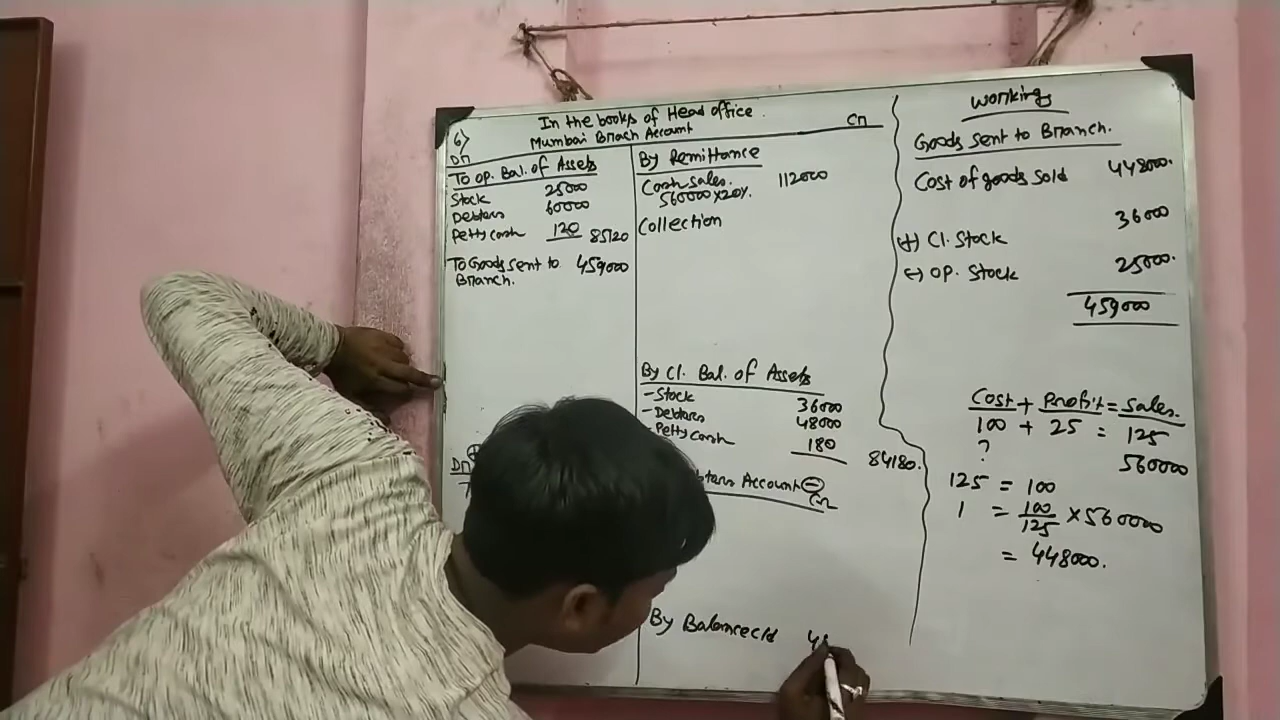 In the books of Head office.
6) Mumbai Brnach Account
Dr Cr
To op. Bal. of Assets
Stock 25000
Debtors 60000
Petty cash 120 85120
To Goods sent to 459000
Branch.
By Remittance
Cash sales.
560000 x 20%. 112000
Collection
By Cl. Bal. of Assets
- Stock 36000
- Debtors 48000
- Petty cash 180
84180.
Account ⊖
Dr Cr
By Balance c/d
Working
Goods sent to Branch.
Cost of goods sold 448000.
(+) Cl. Stock 36000
(-) op. Stock 25000.
459000
Cost + Profit = Sales.
100 + 25 = 125
? 560000
125 = 100
1 = 100/125 x 560000
= 448000.